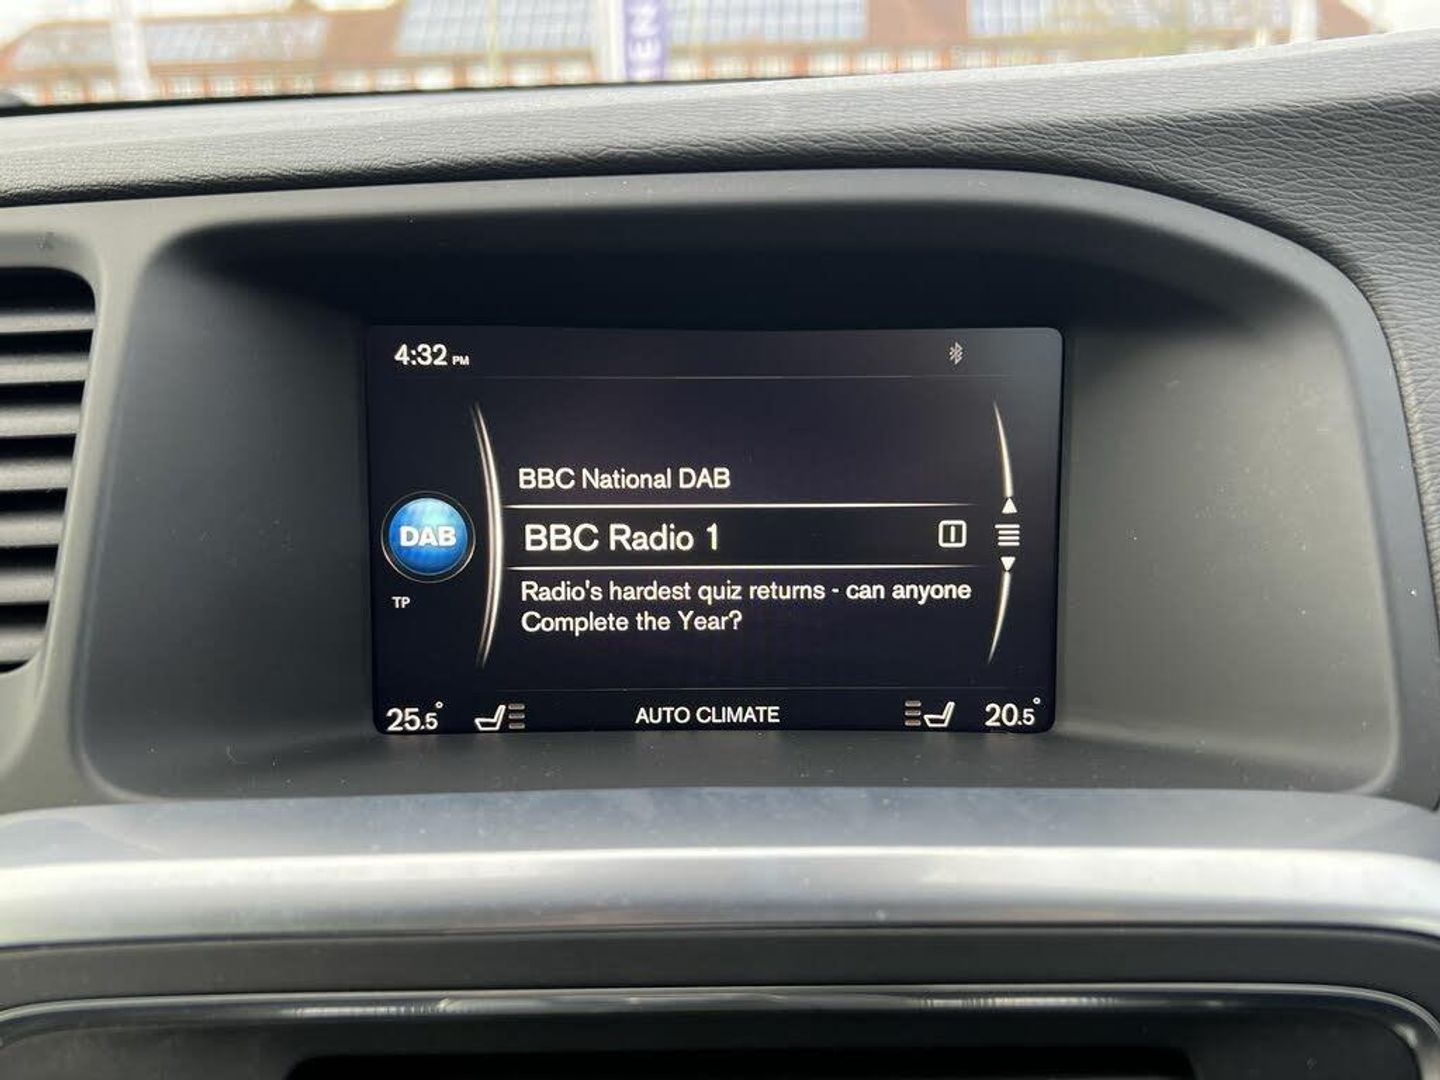 EN
4:32 PM
BBC National DAB
DAB
BBC Radio 1
TP
Radio's hardest quiz returns - can anyone
Complete the Year?
25.5°
AUTO CLIMATE
20.5°